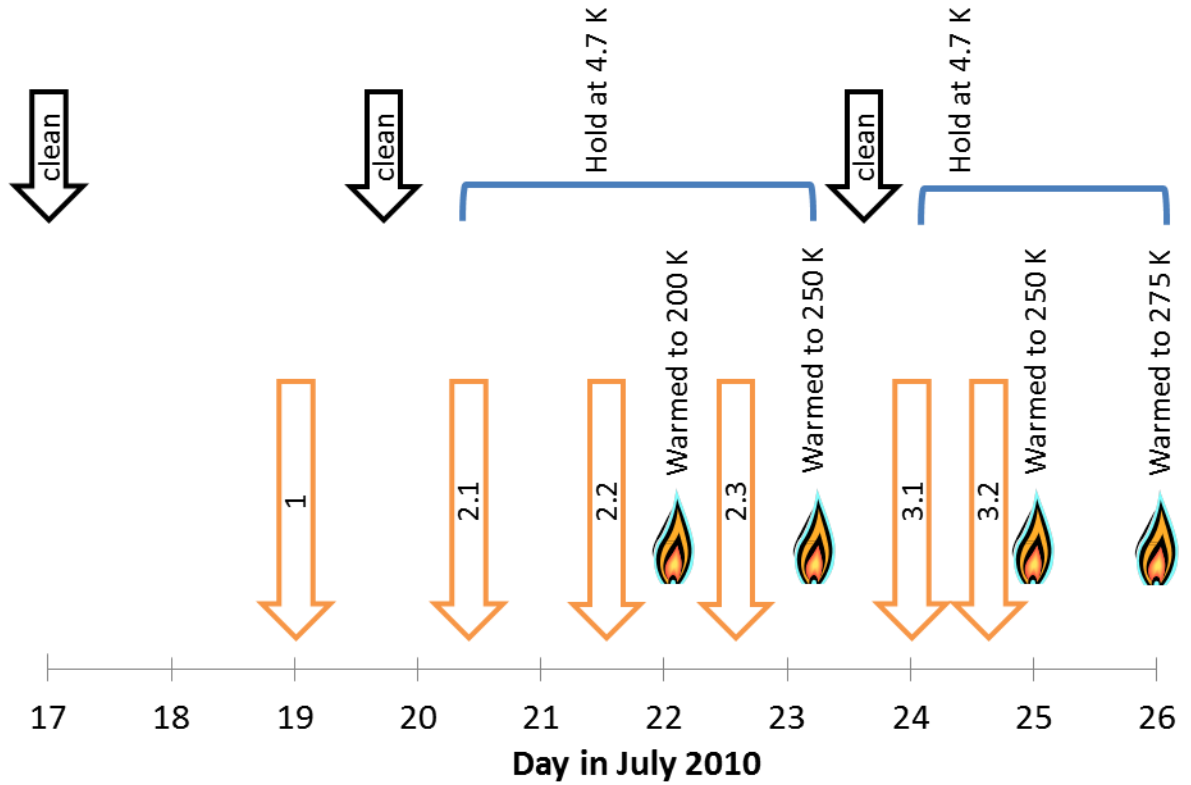 clean
clean
Hold at 4.7 K
clean
Hold at 4.7 K
Warmed to 200 K
Warmed to 250 K
Warmed to 250 K
Warmed to 275 K
1
2.1
2.2
2.3
3.1
3.2
17 18 19 20 21 22 23 24 25 26
Day in July 2010